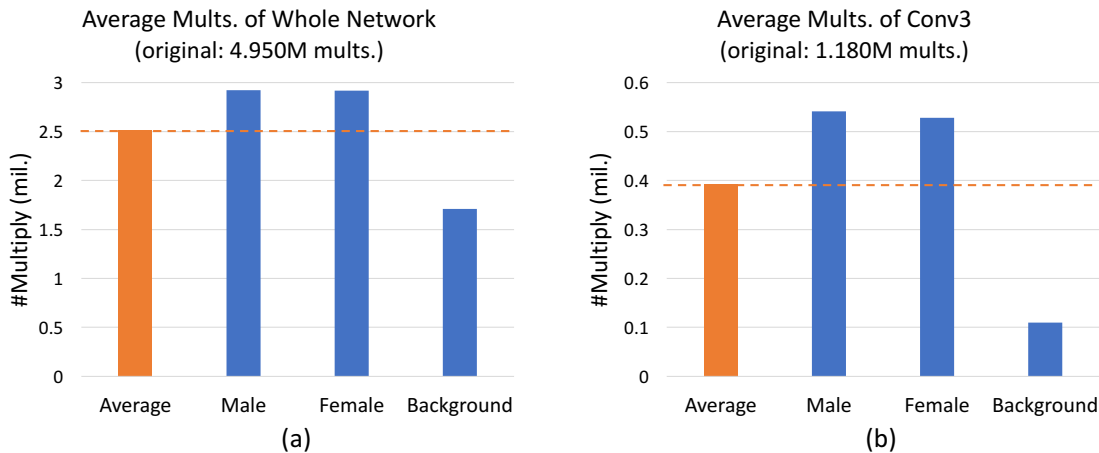 Average Mults. of Whole Network
(original: 4.950M mults.)
#Multiply (mil.)
3
2.5
2
1.5
1
0.5
0
Average Male Female Background
(a)
Average Mults. of Conv3
(original: 1.180M mults.)
#Multiply (mil.)
0.6
0.5
0.4
0.3
0.2
0.1
0
Average Male Female Background
(b)